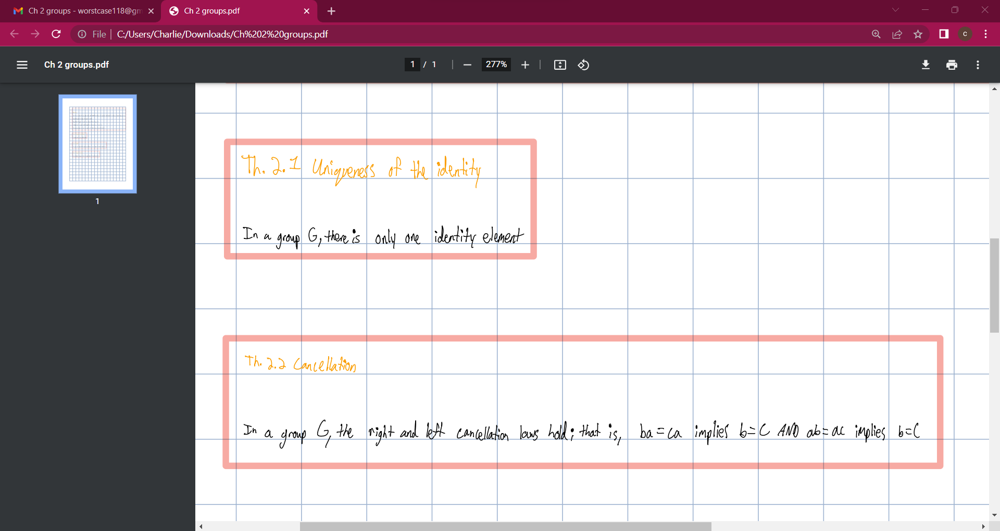 Ch 2 groups - worstcase118@gm
Ch 2 groups.pdf
File
C:/Users/Charlie/Downloads/Ch%202%20groups.pdf
C
Ch 2 groups.pdf
1 / 1
277%
1
Th. 2.1 Uniqueness of the identity
In a group G, there is only one identity element
Th. 2.2 Cancellation
In a group G, the right and left cancellation laws hold; that is, ba = ca implies b = C AND ab = ac implies b = C